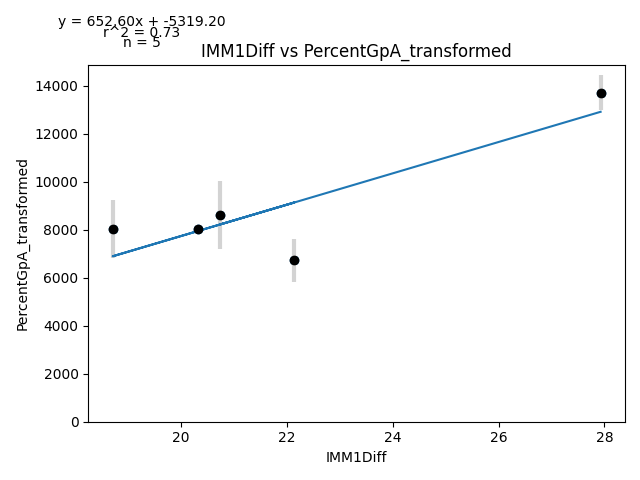 y = 652.60x + -5319.20
r^2 = 0.73
n = 5
IMM1Diff vs PercentGpA_transformed
PercentGpA_transformed
14000
12000
10000
8000
6000
4000
2000
0
20 22 24 26 28
IMM1Diff